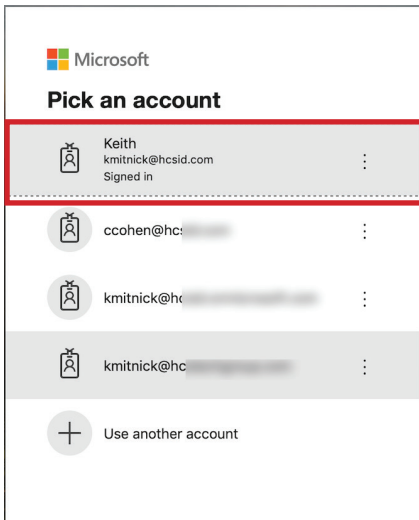 Microsoft
Pick an account
Keith
kmitnick@hcsid.com
Signed in
ccohen@hcs
kmitnick@hc
kmitnick@hc
Use another account